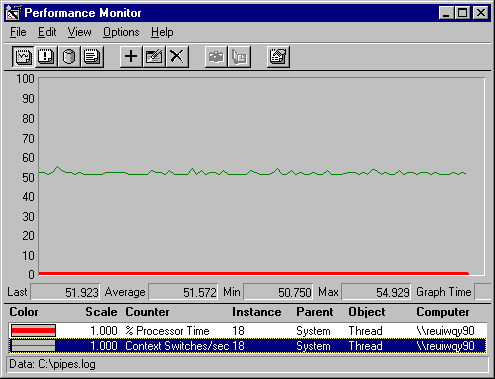 Performance Monitor
File Edit View Options Help
100
90
80
70
60
50
40
30
20
10
0
Last 51.923 Average 51.572 Min 50.750 Max 54.929 Graph Time
Color Scale Counter Instance Parent Object Computer
1.000 % Processor Time 18 System Thread \\reuiwqy90
1.000 Context Switches/sec 18 System Thread \\reuiwqy90
Data: C:\pipes.log